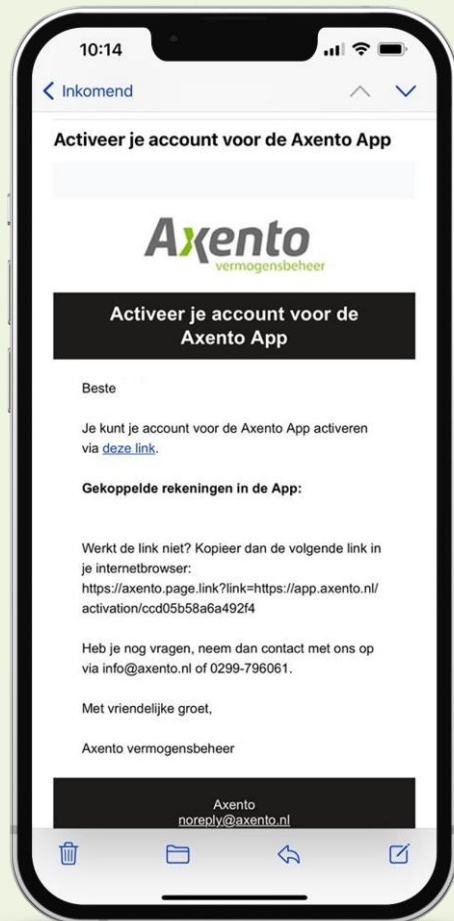 10:14
Inkomend
Activeer je account voor de Axento App
Axento
vermogensbeheer
Activeer je account voor de
Axento App
Beste
Je kunt je account voor de Axento App activeren
via deze link.
Gekoppelde rekeningen in de App:
Werkt de link niet? Kopieer dan de volgende link in
je internetbrowser:
https://axento.page.link?link=https://app.axento.nl/
activation/ccd05b58a6a492f4
Heb je nog vragen, neem dan contact met ons op
via info@axento.nl of 0299-796061.
Met vriendelijke groet,
Axento vermogensbeheer
Axento
noreply@axento.nl